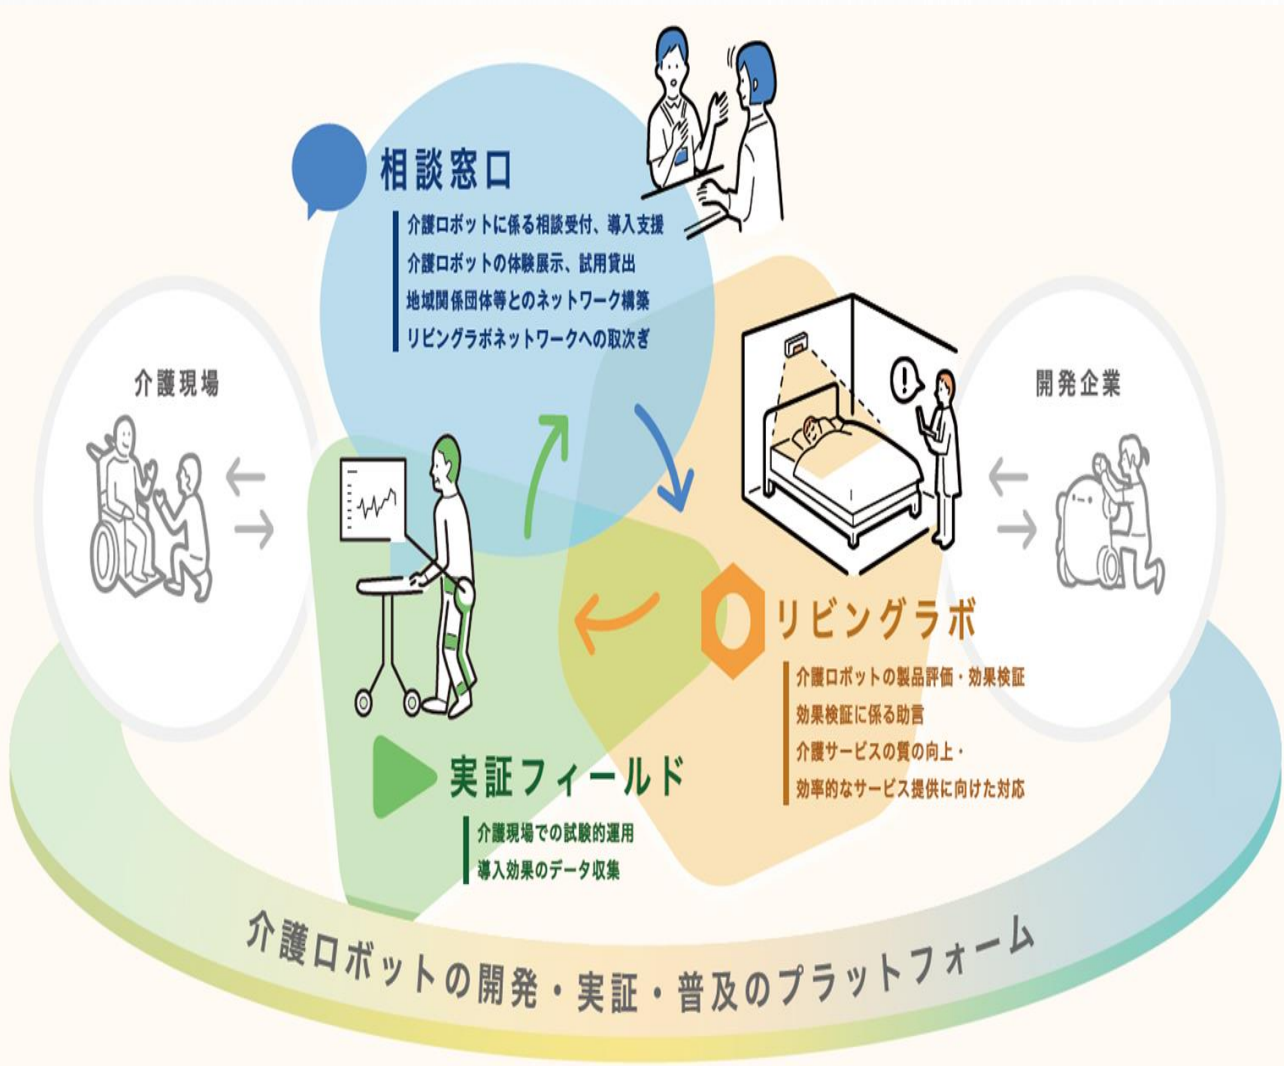 相談窓口
介護ロボットに係る相談受付、導入支援
介護ロボットの体験展示、試用貸出
地域関係団体等とのネットワーク構築
リビングラボネットワークへの取次ぎ
介護現場
開発企業
!
リビングラボ
介護ロボットの製品評価・効果検証
効果検証に係る助言
介護サービスの質の向上・
効率的なサービス提供に向けた対応
実証フィールド
介護現場での試験的運用
導入効果のデータ収集
介護ロボットの開発・実証・普及のプラットフォーム